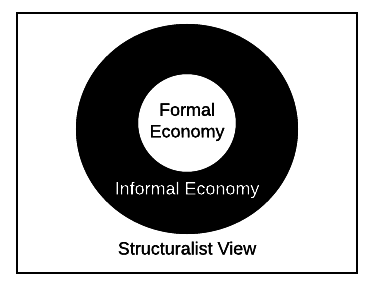 Formal
Economy
Informal Economy
Structuralist View